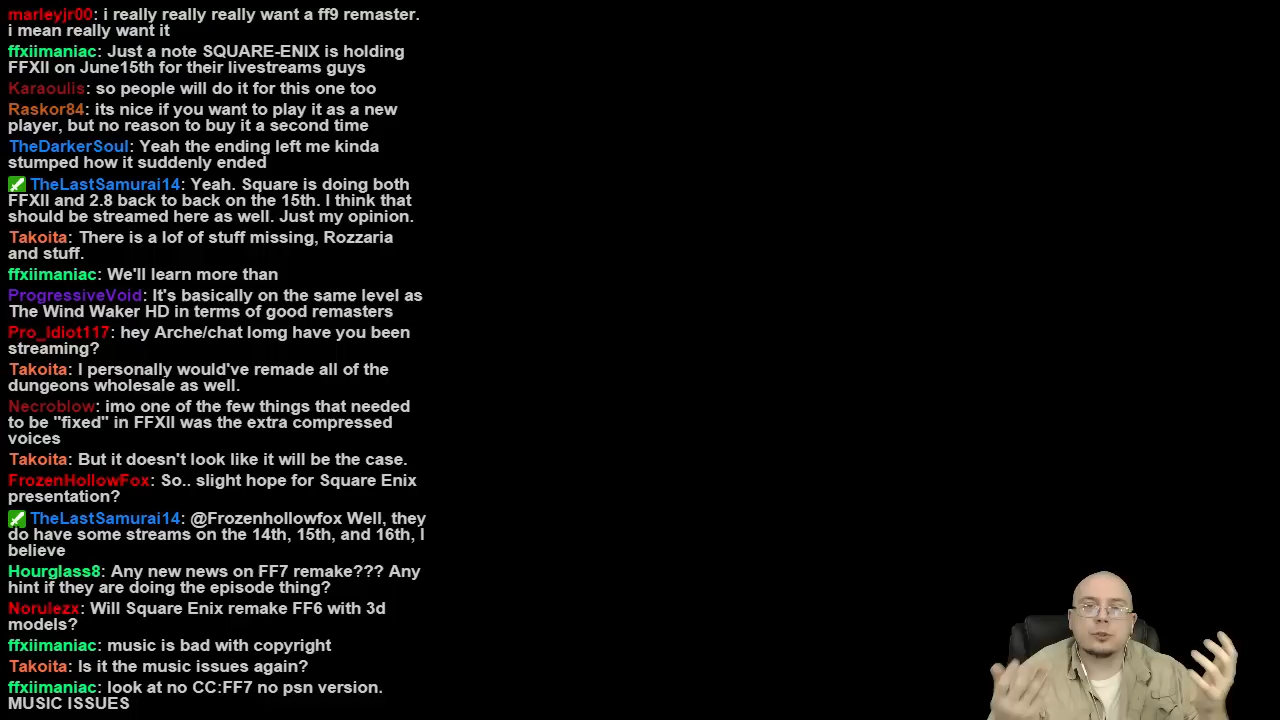 marleyjr00: i really really really want a ff9 remaster.
i mean really want it
ffxiimaniac: Just a note SQUARE-ENIX is holding
FFXII on June15th for their livestreams guys
Karaoulis: so people will do it for this one too
Raskor84: its nice if you want to play it as a new
player, but no reason to buy it a second time
TheDarkerSoul: Yeah the ending left me kinda
stumped how it suddenly ended
TheLastSamurai14: Yeah. Square is doing both
FFXII and 2.8 back to back on the 15th. I think that
should be streamed here as well. Just my opinion.
Takoita: There is a lof of stuff missing, Rozzaria
and stuff.
ffxiimaniac: We'll learn more than
ProgressiveVoid: It's basically on the same level as
The Wind Waker HD in terms of good remasters
Pro_Idiot117: hey Arche/chat lomg have you been
streaming?
Takoita: I personally would've remade all of the
dungeons wholesale as well.
Necroblow: imo one of the few things that needed
to be "fixed" in FFXII was the extra compressed
voices
Takoita: But it doesn't look like it will be the case.
FrozenHollowFox: So.. slight hope for Square Enix
presentation?
TheLastSamurai14: @Frozenhollowfox Well, they
do have some streams on the 14th, 15th, and 16th, I
believe
Hourglass8: Any new news on FF7 remake??? Any
hint if they are doing the episode thing?
Norulezx: Will Square Enix remake FF6 with 3d
models?
ffxiimaniac: music is bad with copyright
Takoita: Is it the music issues again?
ffxiimaniac: look at no CC:FF7 no psn version.
MUSIC ISSUES